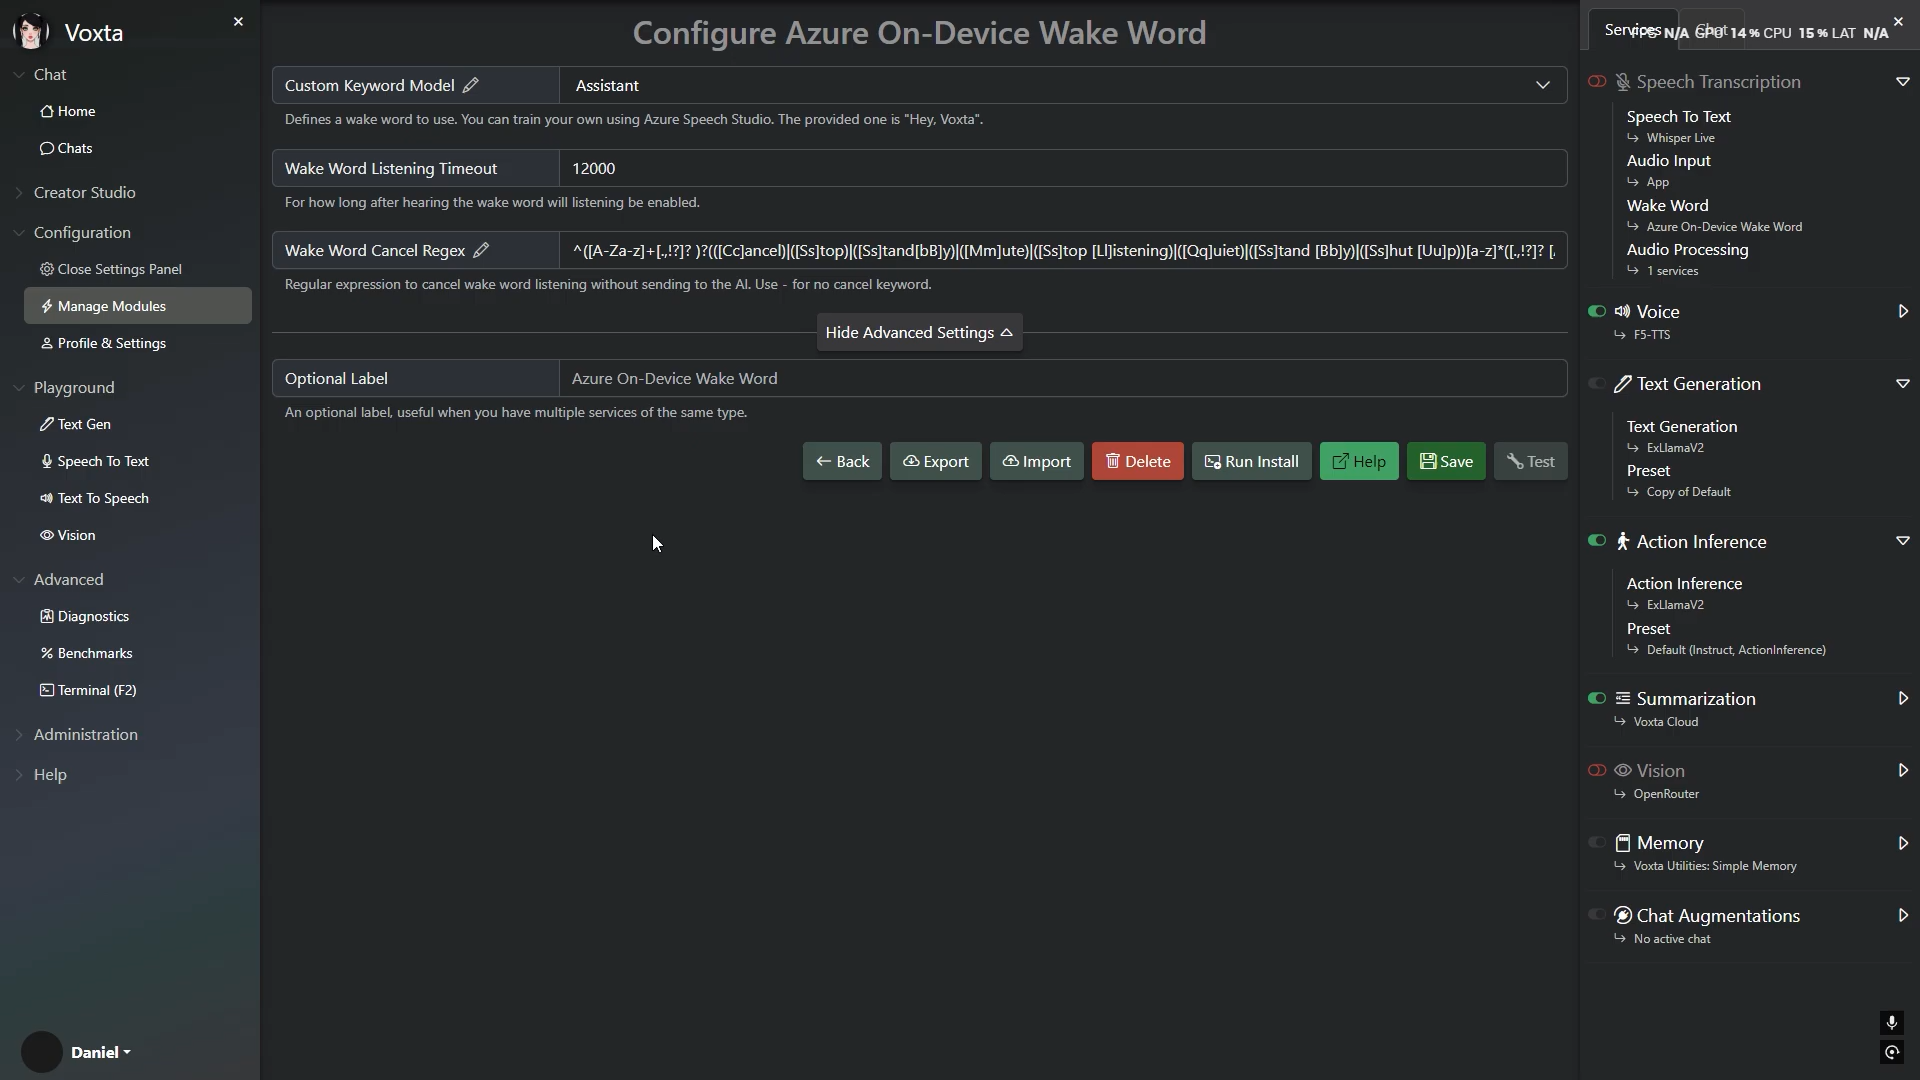 Voxta
Chat
Home
Chats
Creator Studio
Configuration
Close Settings Panel
Manage Modules
Profile & Settings
Playground
Text Gen
Speech To Text
Text To Speech
Vision
Advanced
Diagnostics
Benchmarks
Terminal (F2)
Administration
Help
Daniel
Configure Azure On-Device Wake Word
Custom Keyword Model
Assistant
Defines a wake word to use. You can train your own using Azure Speech Studio. The provided one is "Hey, Voxta".
Wake Word Listening Timeout
12000
For how long after hearing the wake word will listening be enabled.
Wake Word Cancel Regex
^([A-Za-z]+[.,!?]? )?(([Cc]ancel)|([Ss]top)|([Ss]tand[bB]y)|([Mm]ute)|([Ss]top [Ll]istening)|([Qq]uiet)|([Ss]tand [Bb]y)|([Ss]hut [Uu]p))[a-z]*([.,!?]? [.
Regular expression to cancel wake word listening without sending to the AI. Use - for no cancel keyword.
Hide Advanced Settings
Optional Label
Azure On-Device Wake Word
An optional label, useful when you have multiple services of the same type.
Back
Export
Import
Delete
Run Install
Help
Save
Test
Services
Chat
FPS N/A GPU 14 % CPU 15 % LAT N/A
Speech Transcription
Speech To Text
Whisper Live
Audio Input
App
Wake Word
Azure On-Device Wake Word
Audio Processing
1 services
Voice
F5-TTS
Text Generation
Text Generation
ExLlamaV2
Preset
Copy of Default
Action Inference
Action Inference
ExLlamaV2
Preset
Default (Instruct, ActionInference)
Summarization
Voxta Cloud
Vision
OpenRouter
Memory
Voxta Utilities: Simple Memory
Chat Augmentations
No active chat